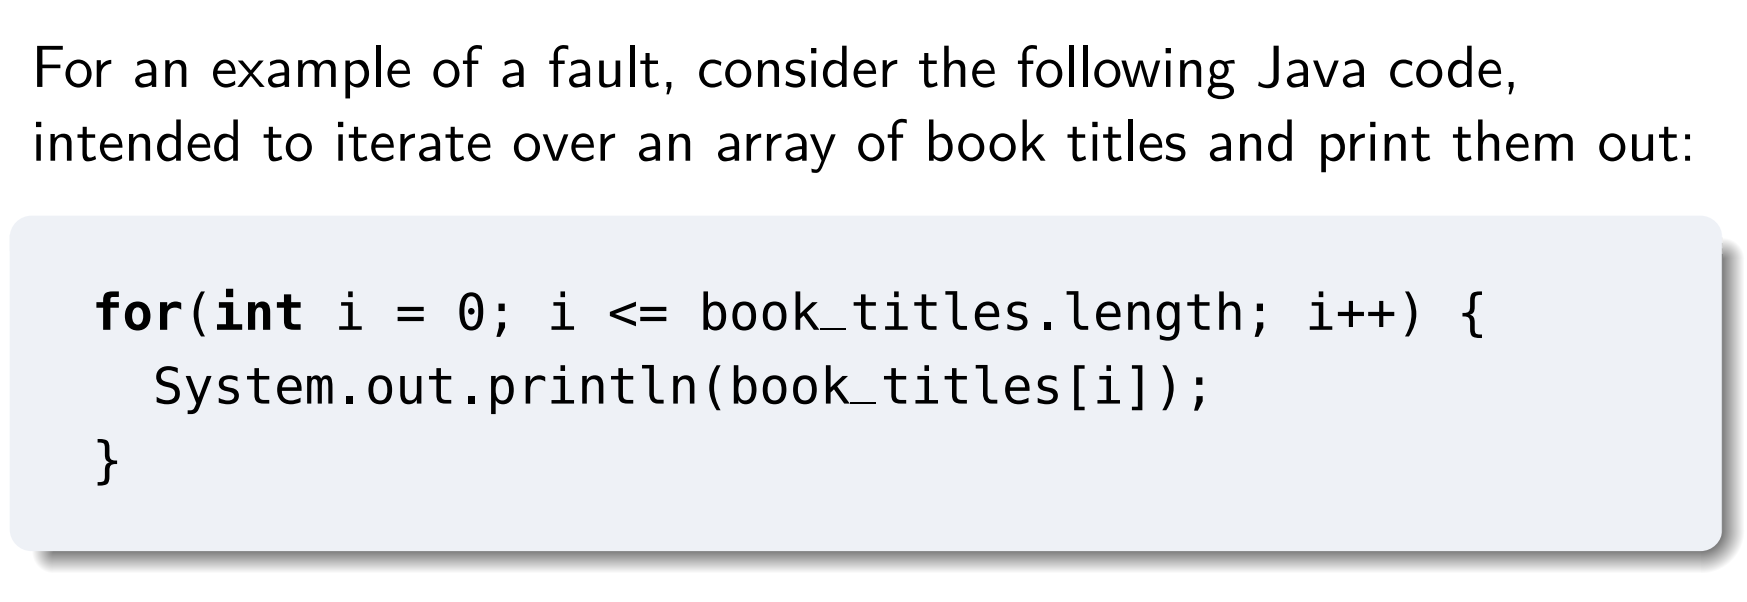 For an example of a fault, consider the following Java code,
intended to iterate over an array of book titles and print them out:
for(int i = 0; i <= book_titles.length; i++) {
  System.out.println(book_titles[i]);
}